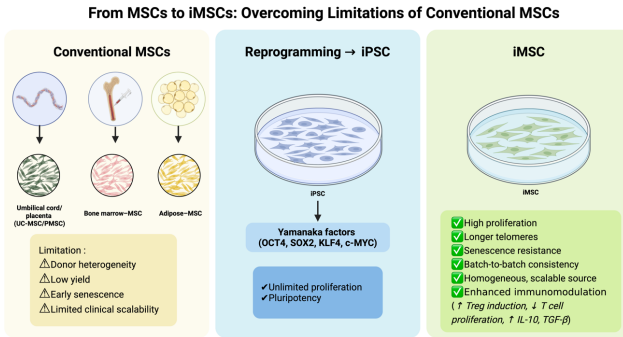 From MSCs to iMSCs: Overcoming Limitations of Conventional MSCs
Conventional MSCs
Umbilical cord/
placenta
(UC-MSC/PMSC)
Bone marrow–MSC
Adipose–MSC
Limitation :
⚠Donor heterogeneity
⚠Low yield
⚠Early senescence
⚠Limited clinical scalability
Reprogramming → iPSC
iPSC
Yamanaka factors
(OCT4, SOX2, KLF4, c-MYC)
✔Unlimited proliferation
✔Pluripotency
iMSC
iMSC
✅High proliferation
✅Longer telomeres
✅Senescence resistance
✅Batch-to-batch consistency
✅Homogeneous, scalable source
✅Enhanced immunomodulation
(↑ Treg induction, ↓ T cell
proliferation, ↑ IL-10, TGF-β)